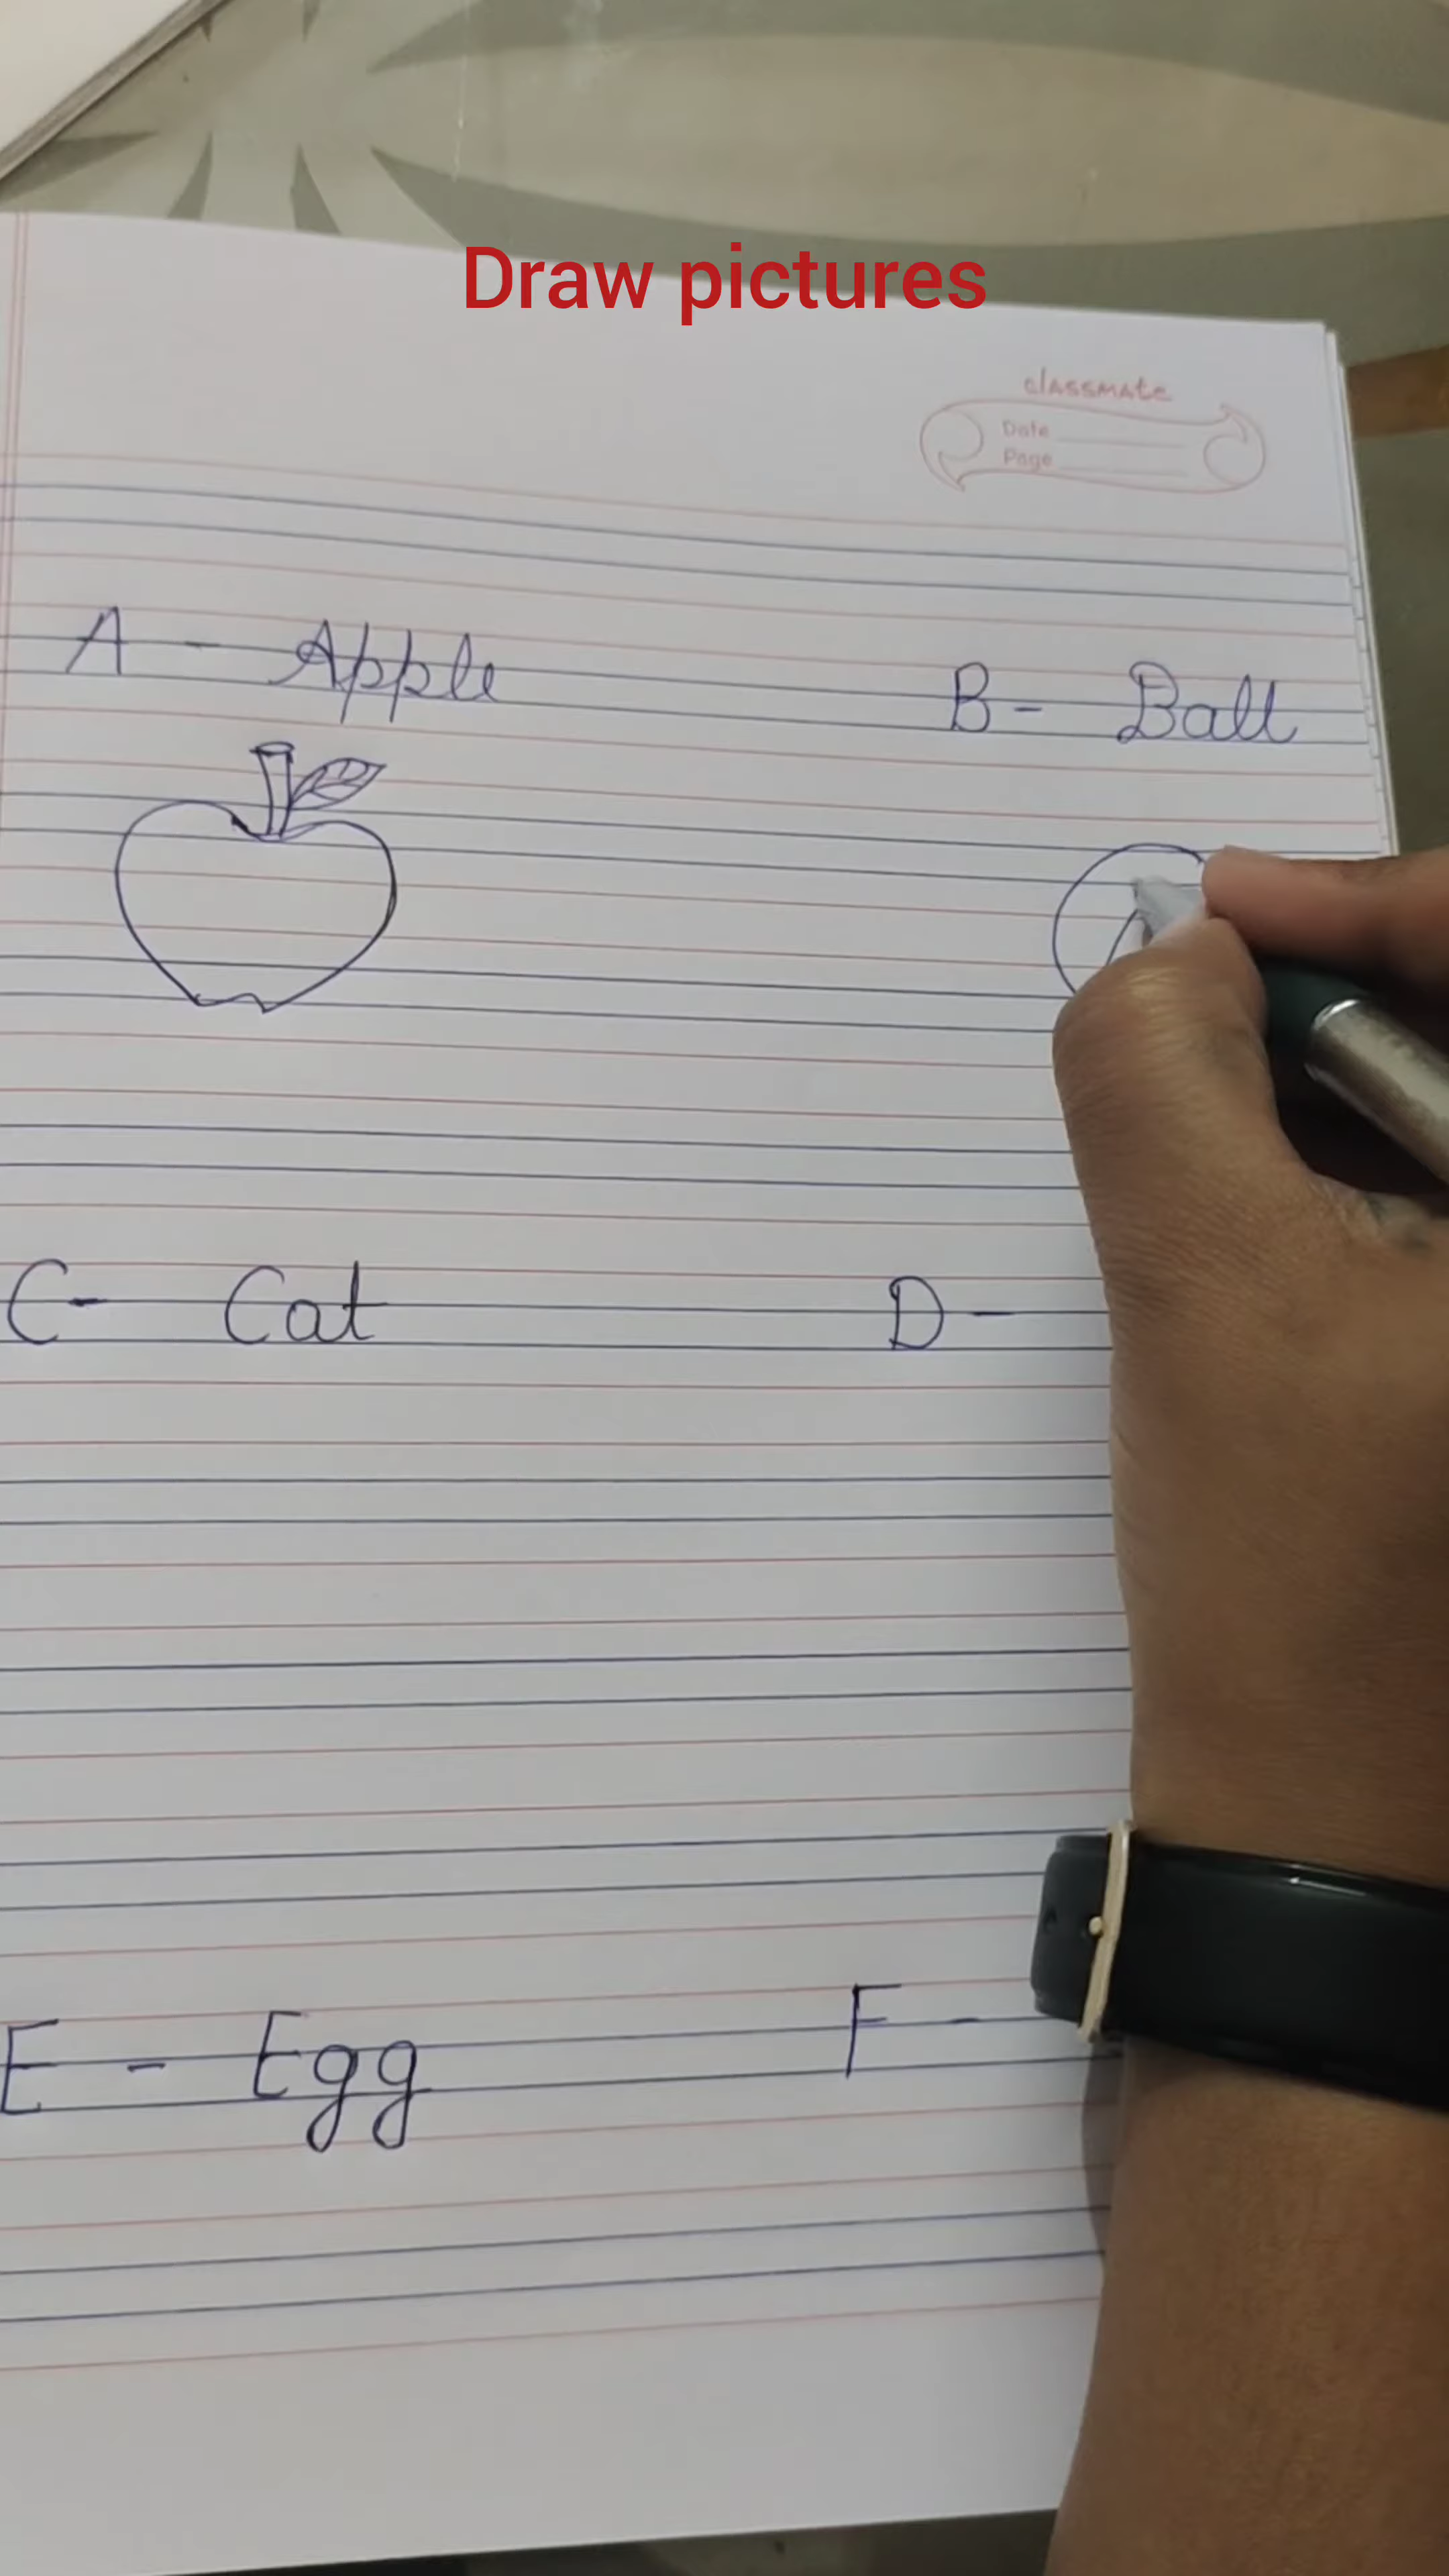 Draw pictures
classmate
Date
Page
A - Apple
B - Ball
C - Cat
D -
E - Egg
F -